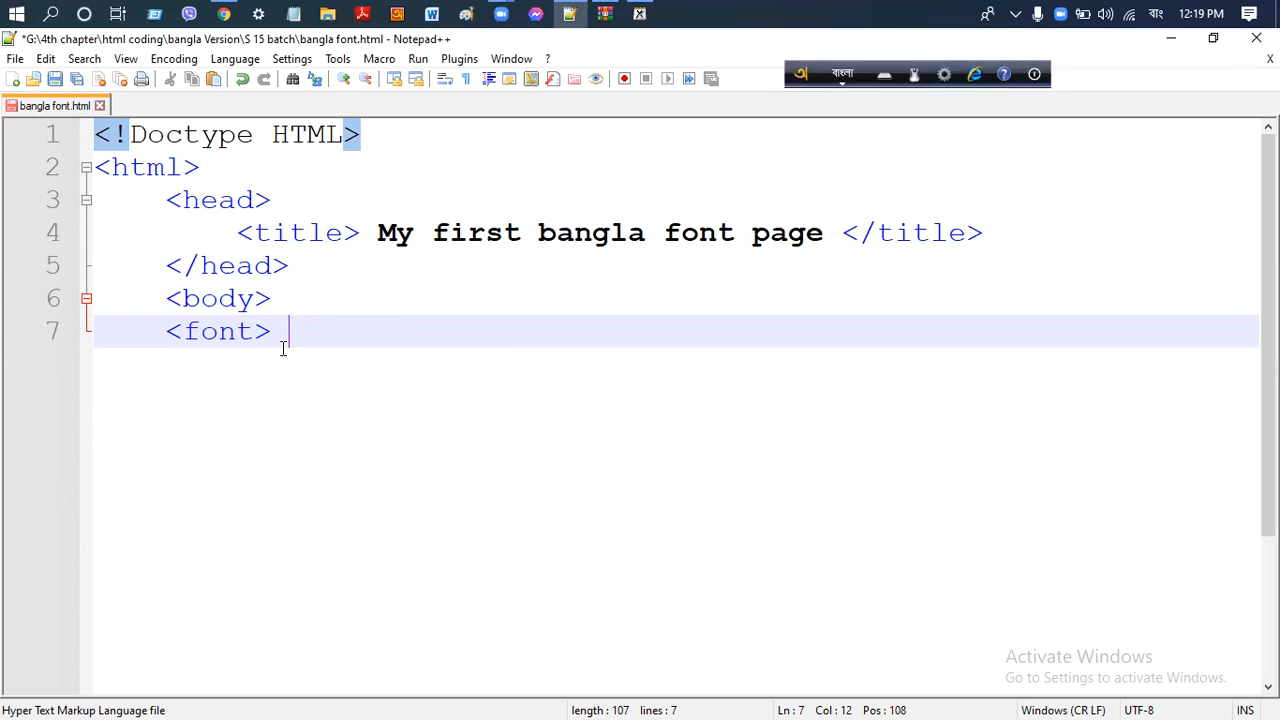 বাং 12:19 PM
*G:\4th chapter\html coding\bangla Version\S 15 batch\bangla font.html - Notepad++
File Edit Search View Encoding Language Settings Tools Macro Run Plugins Window ? X
অ বাংলা
bangla font.html
1 <!Doctype HTML>
2 <html>
3 <head>
4 <title> My first bangla font page </title>
5 </head>
6 <body>
7 <font>
Activate Windows
Go to Settings to activate Windows.
Hyper Text Markup Language file length : 107 lines : 7 Ln : 7 Col : 12 Pos : 108 Windows (CR LF) UTF-8 INS